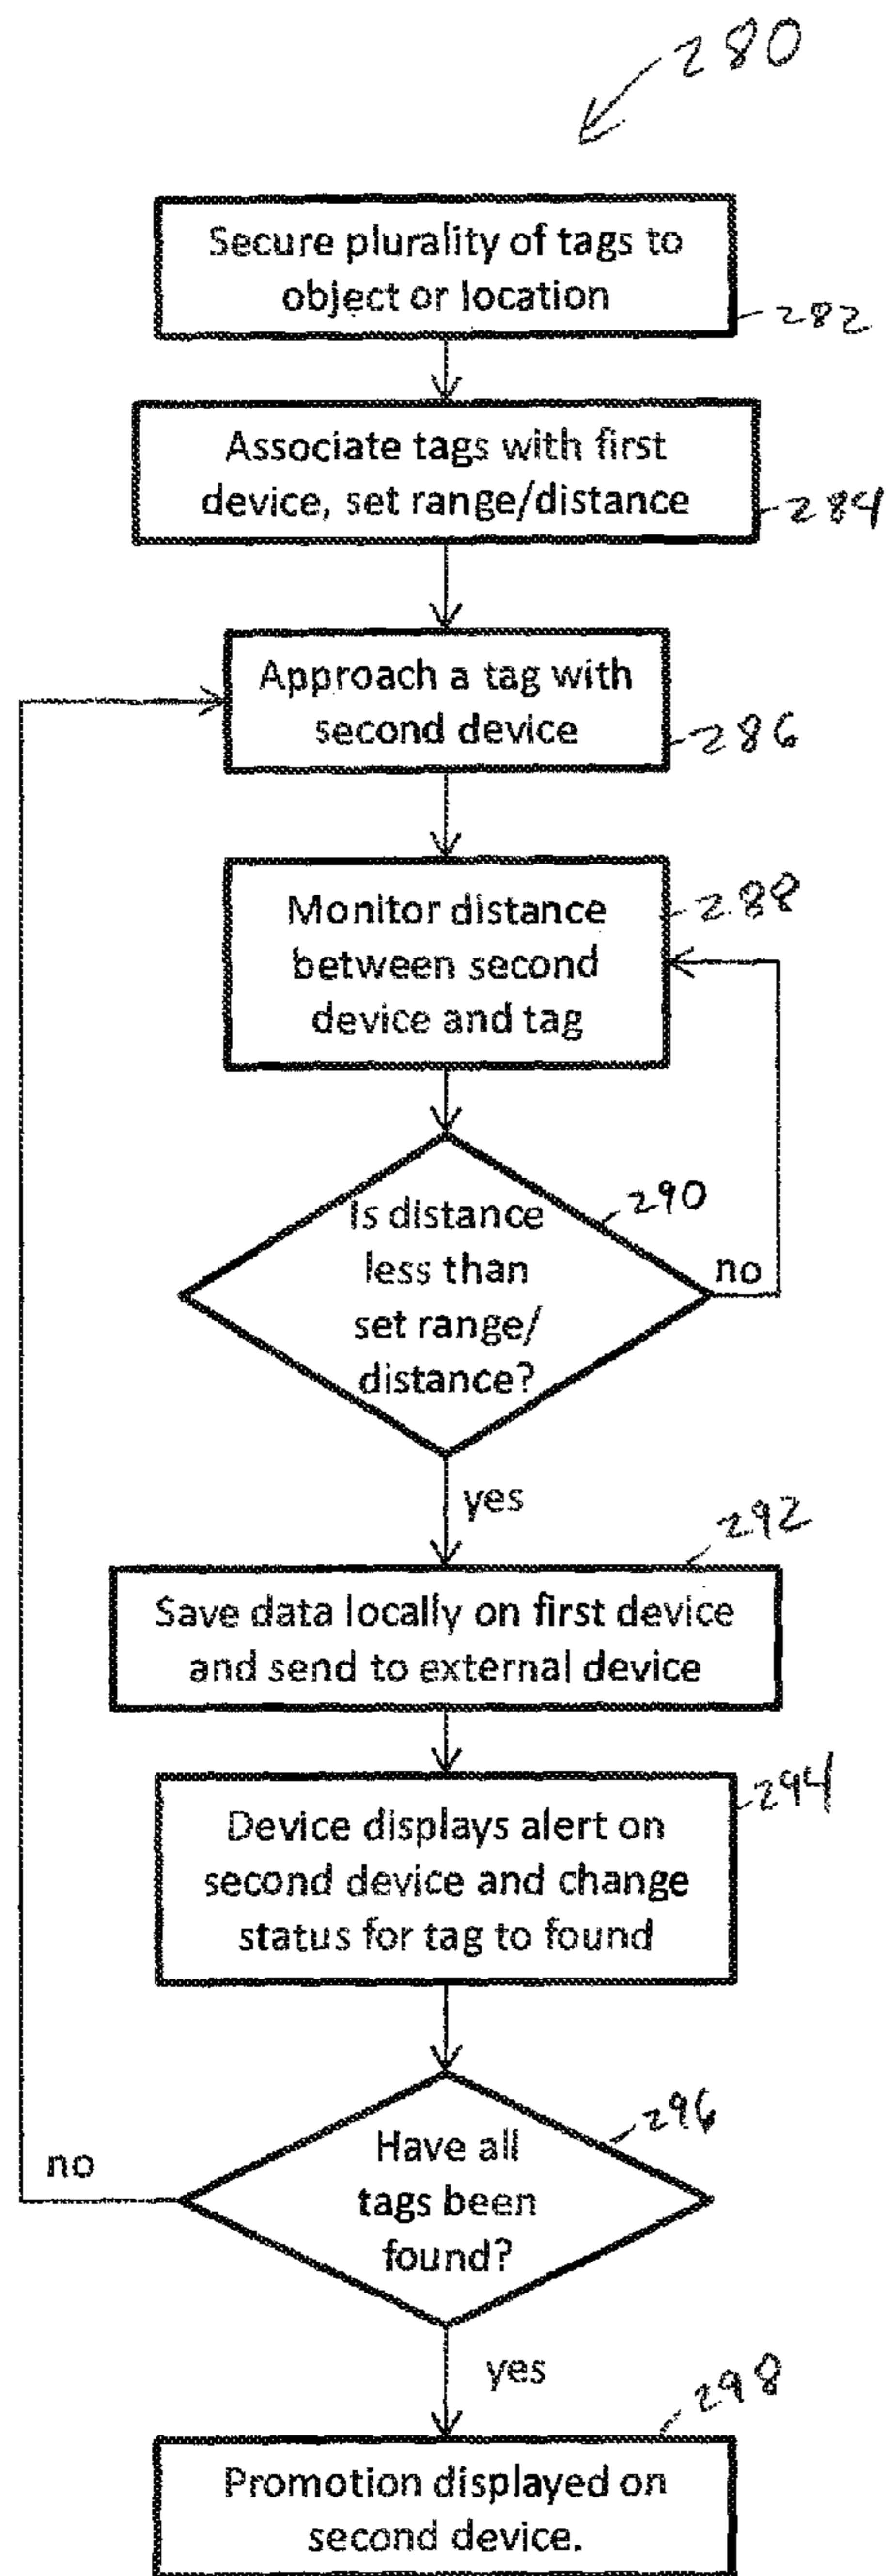 280
Secure plurality of tags to
object or location
282
Associate tags with first
device, set range/distance
284
Approach a tag with
second device
286
Monitor distance
between second
device and tag
288
Is distance
less than
set range/
distance?
290
no
yes
292
Save data locally on first device
and send to external device
Device displays alert on
second device and change
status for tag to found
294
Have all
tags been
found?
296
no
yes
298
Promotion displayed on
second device.